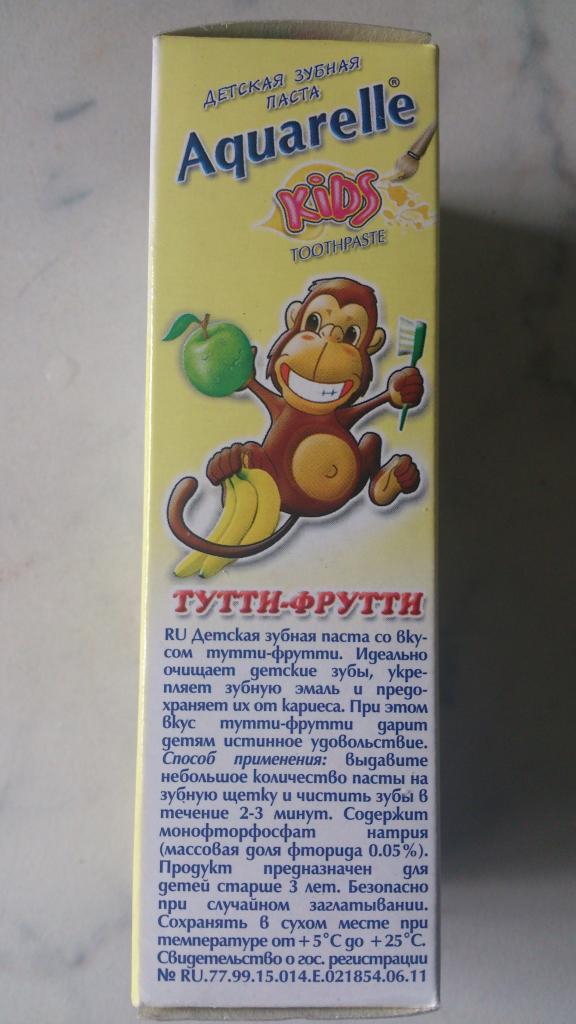 ДЕТСКАЯ ЗУБНАЯ
ПАСТА
Aquarelle®
KiDS
TOOTHPASTE
ТУТТИ-ФРУТТИ
RU Детская зубная паста со вку-
сом тутти-фрутти. Идеально
очищает детские зубы, укре-
пляет зубную эмаль и предо-
храняет их от кариеса. При этом
вкус тутти-фрутти дарит
детям истинное удовольствие.
Способ применения: выдавите
небольшое количество пасты на
зубную щетку и чистить зубы в
течение 2-3 минут. Содержит
монофторфосфат натрия
(массовая доля фторида 0.05%).
Продукт предназначен для
детей старше 3 лет. Безопасно
при случайном заглатывании.
Сохранять в сухом месте при
температуре от +5°C до +25°C.
Свидетельство о гос. регистрации
№ RU.77.99.15.014.E.021854.06.11